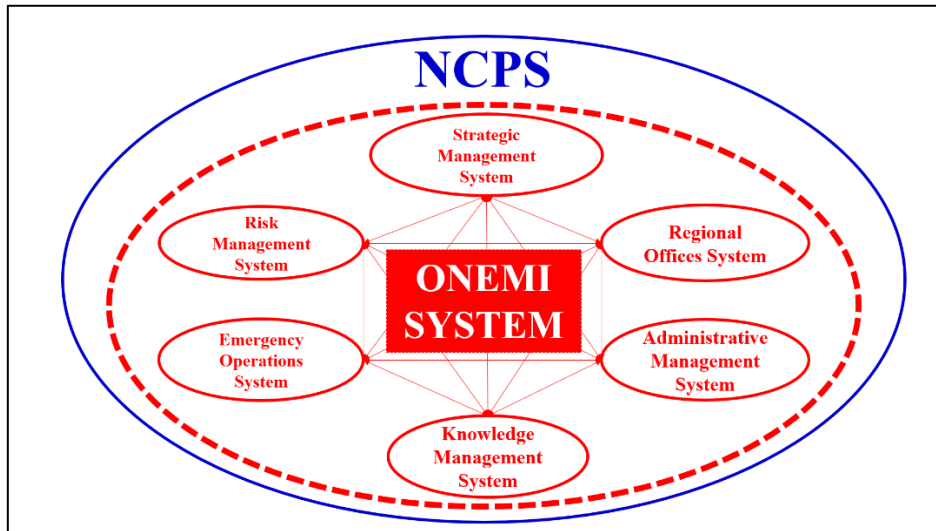 NCPS
Strategic
Management
System
Risk
Management
System
Regional
Offices System
ONEMI
SYSTEM
Emergency
Operations
System
Administrative
Management
System
Knowledge
Management
System